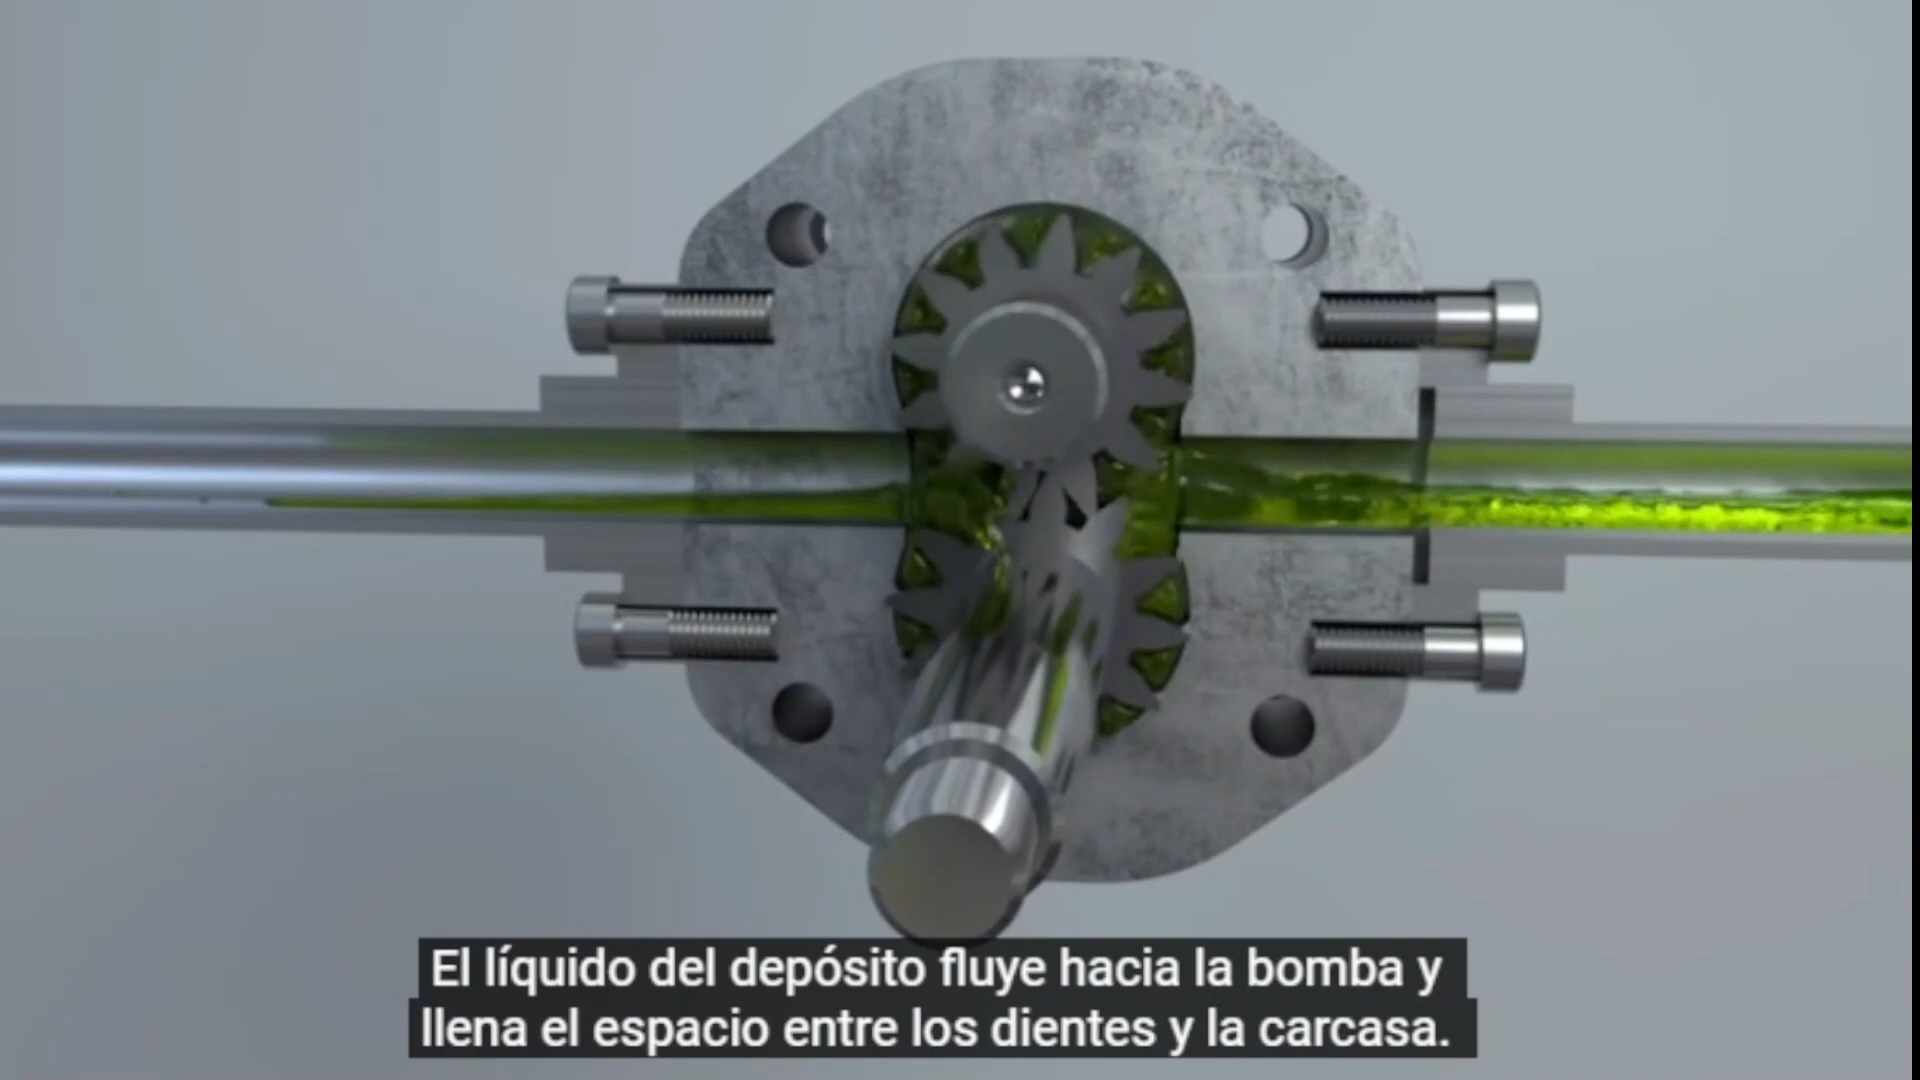 El líquido del depósito fluye hacia la bomba y
llena el espacio entre los dientes y la carcasa.